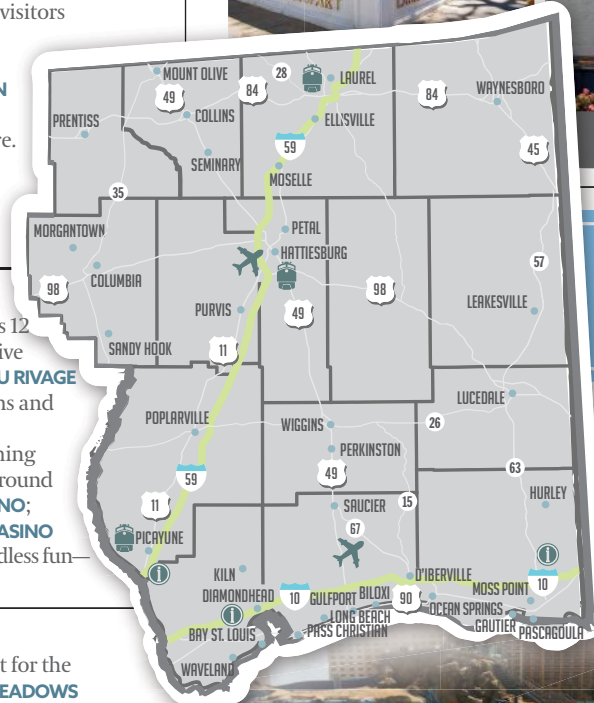 visitors
N
re.
s 12
ive
U RIVAGE
ns and
ning
round
NO;
ASINO
dless fun—
t for the
EADOWS
MOUNT OLIVE
28
LAUREL
49
84
84
WAYNESBORO
PRENTISS
COLLINS
ELLISVILLE
59
45
SEMINARY
MOSELLE
35
MORGANTOWN
PETAL
HATTIESBURG
57
COLUMBIA
98
98
PURVIS
49
LEAKESVILLE
SANDY HOOK
11
LUCEDALE
POPLARVILLE
WIGGINS
26
PERKINSTON
59
49
63
11
SAUCIER
15
HURLEY
67
PICAYUNE
i
i
KILN
D'IBERVILLE
10
DIAMONDHEAD
10
GULFPORT
BILOXI
90
MOSS POINT
i
OCEAN SPRINGS
LONG BEACH
GAUTIER
BAY ST. LOUIS
PASS CHRISTIAN
PASCAGOULA
WAVELAND